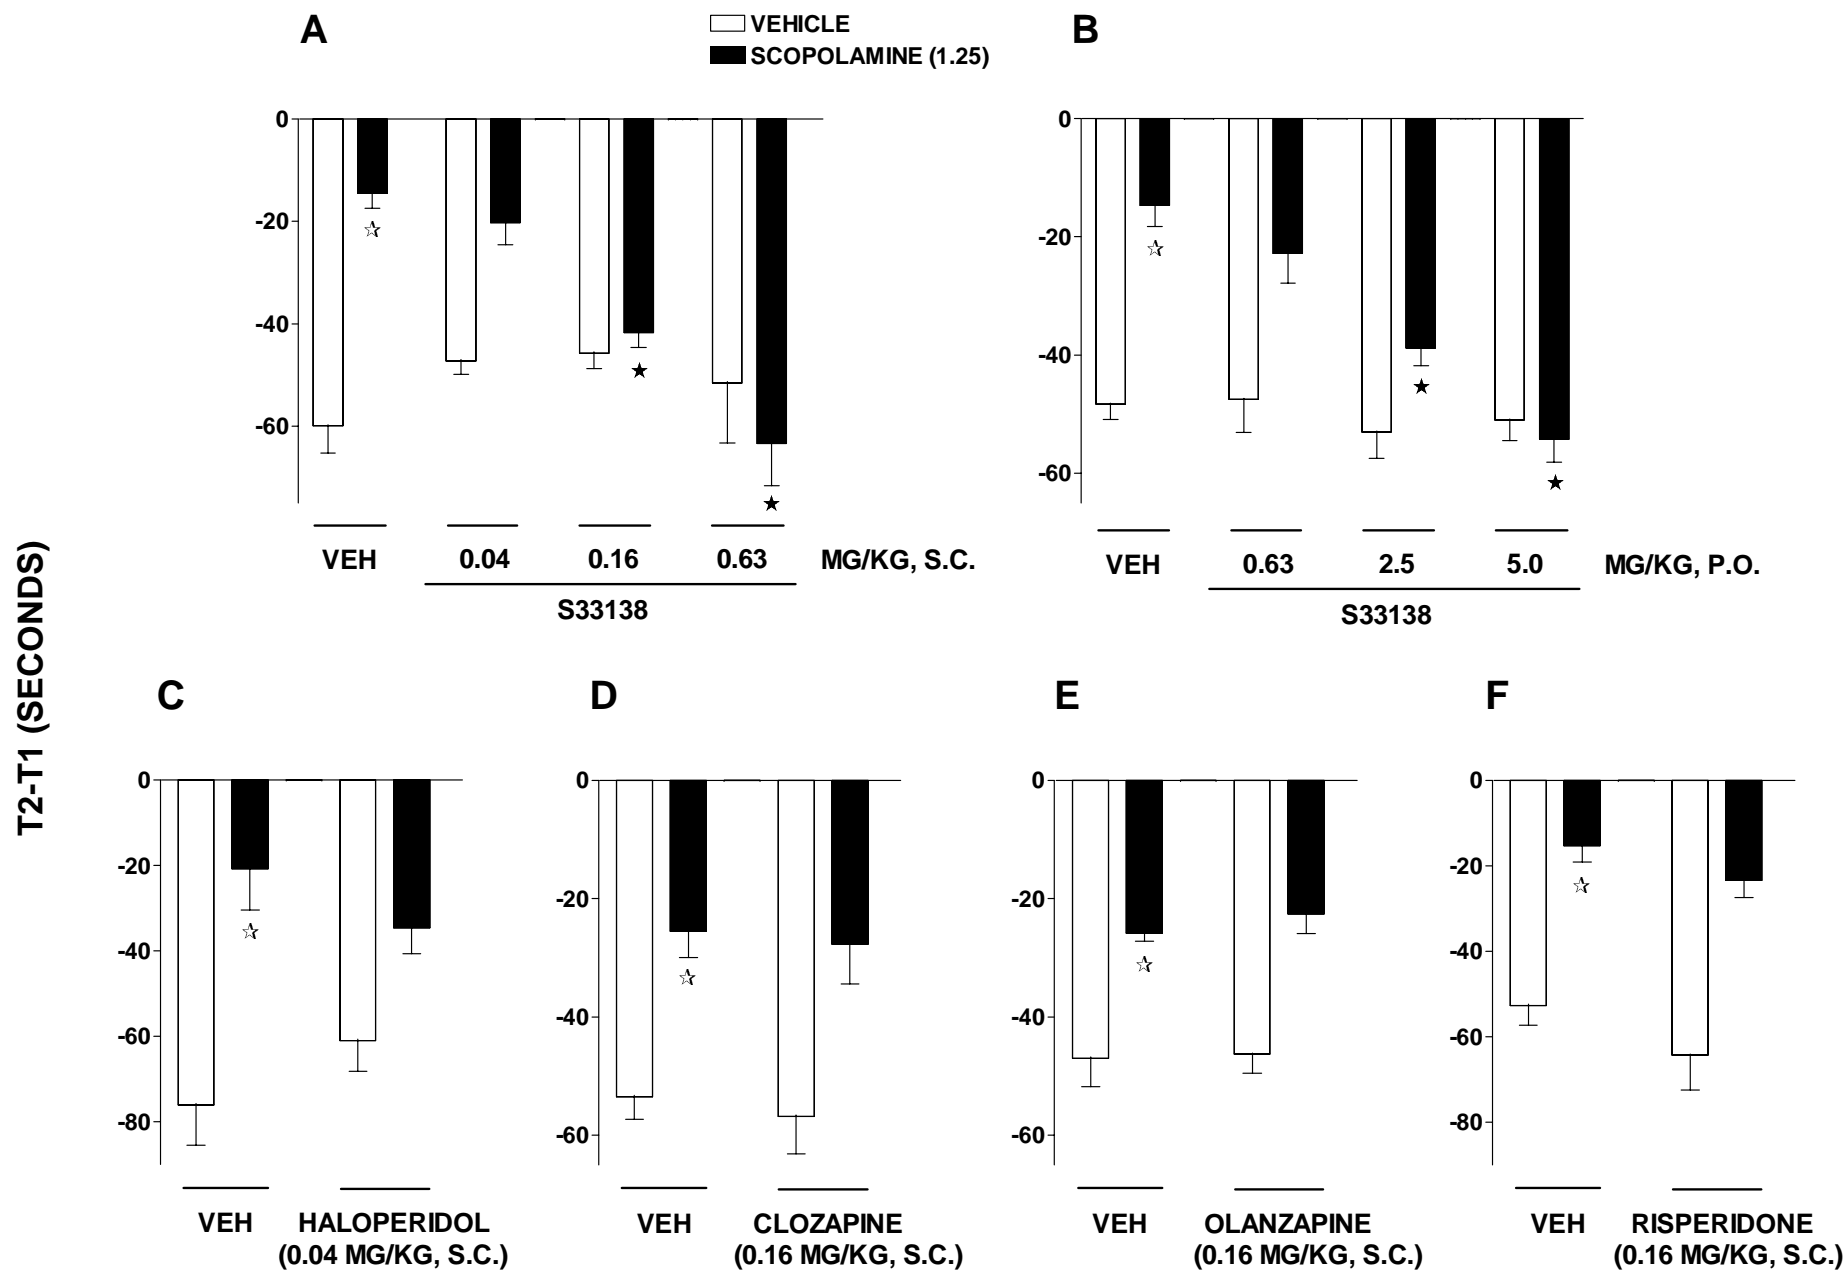 A
VEHICLE
SCOPOLAMINE (1.25)
B
0
-20
-40
-60
VEH
0.04
0.16
0.63
MG/KG, S.C.
S33138
0
-20
-40
-60
VEH
0.63
2.5
5.0
MG/KG, P.O.
S33138
T2-T1 (SECONDS)
C
0
-20
-40
-60
-80
VEH
HALOPERIDOL
(0.04 MG/KG, S.C.)
D
0
-20
-40
-60
VEH
CLOZAPINE
(0.16 MG/KG, S.C.)
E
0
-20
-40
-60
VEH
OLANZAPINE
(0.16 MG/KG, S.C.)
F
0
-20
-40
-60
-80
VEH
RISPERIDONE
(0.16 MG/KG, S.C.)